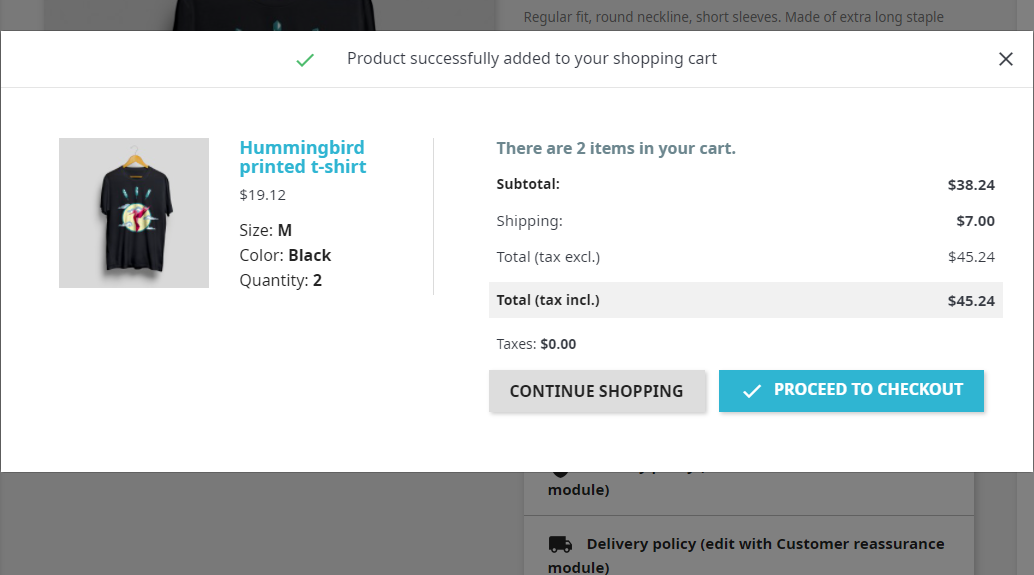 Regular fit, round neckline, short sleeves. Made of extra long staple
Product successfully added to your shopping cart
Hummingbird
printed t-shirt
$19.12
Size: M
Color: Black
Quantity: 2
There are 2 items in your cart.
Subtotal: $38.24
Shipping: $7.00
Total (tax excl.) $45.24
Total (tax incl.) $45.24
Taxes: $0.00
CONTINUE SHOPPING
PROCEED TO CHECKOUT
module)
Delivery policy (edit with Customer reassurance
module)